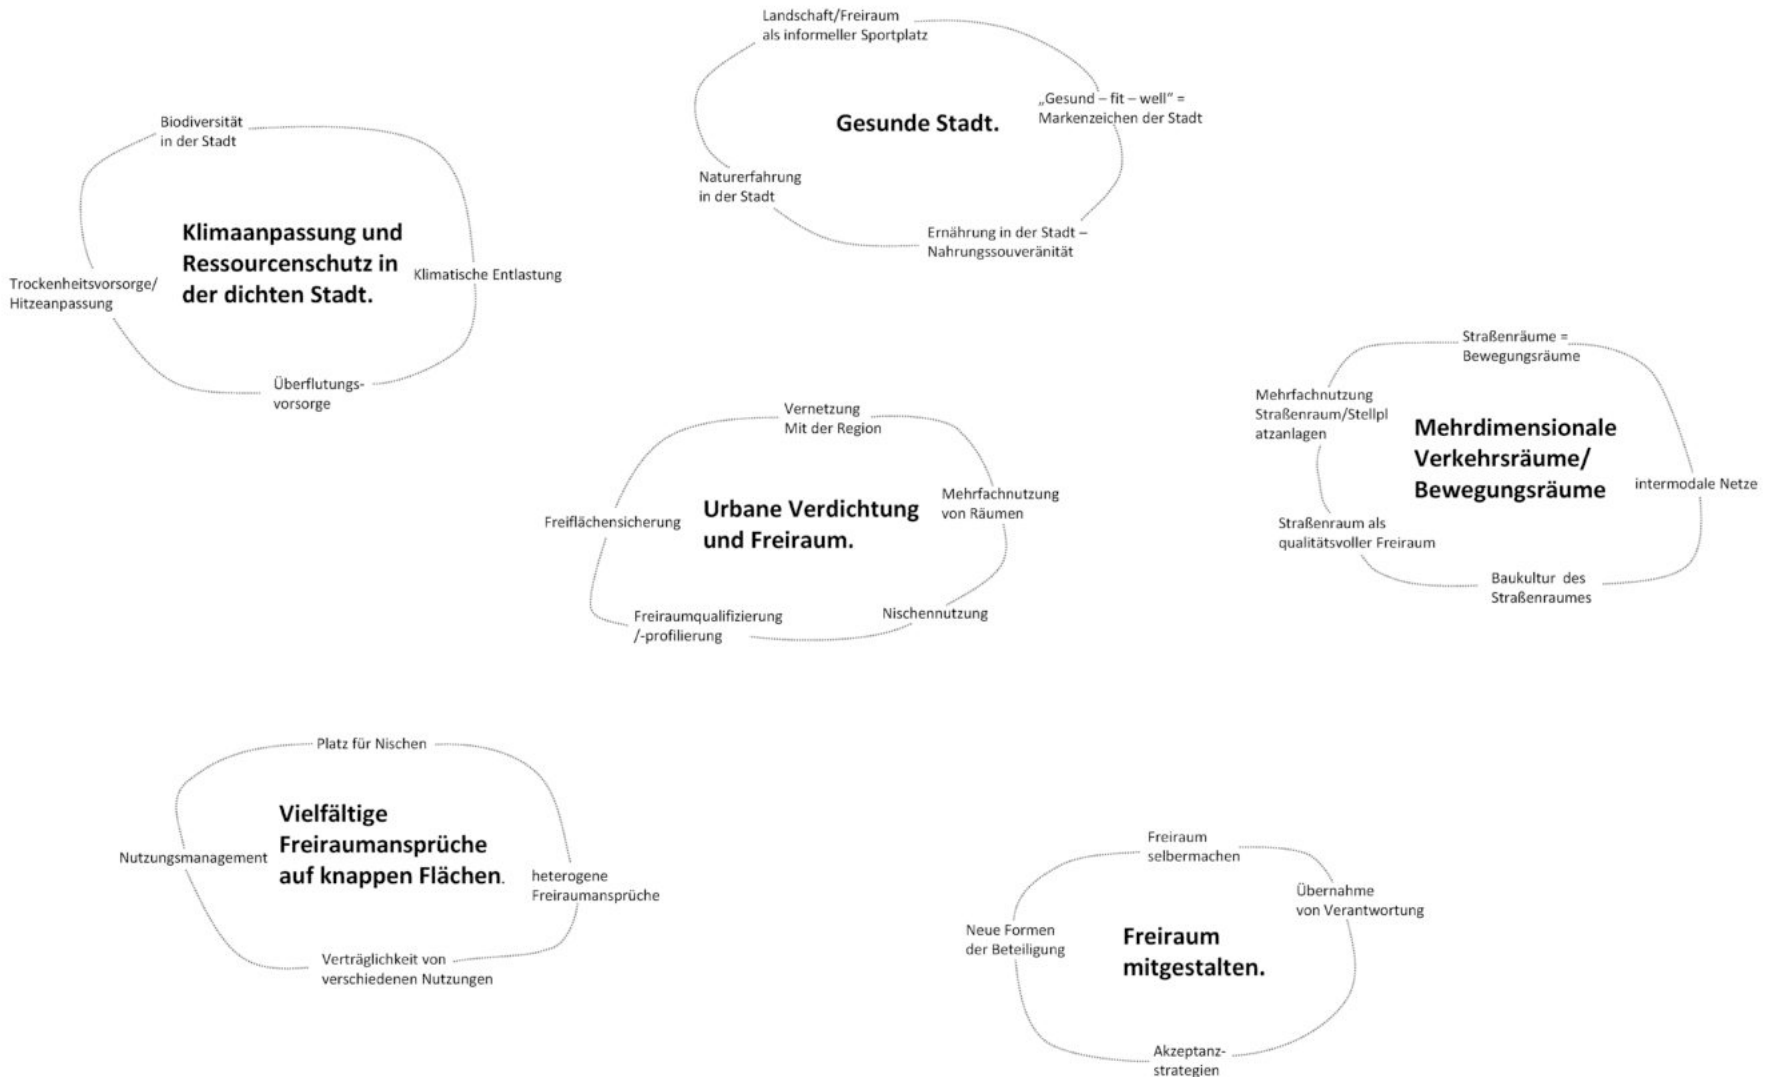 Landschaft/Freiraum
als informeller Sportplatz
„Gesund – fit – well“ =
Markenzeichen der Stadt
Gesunde Stadt.
Naturerfahrung
in der Stadt
Ernährung in der Stadt –
Nahrungssouveränität
Biodiversität
in der Stadt
Klimaanpassung und
Ressourcenschutz in
der dichten Stadt.
Klimatische Entlastung
Trockenheitsvorsorge/
Hitzeanpassung
Überflutungs-
vorsorge
Straßenräume =
Bewegungsräume
Mehrfachnutzung
Straßenraum/Stellpl
atzanlagen
Mehrdimensionale
Verkehrsräume/
Bewegungsräume
intermodale Netze
Straßenraum als
qualitätsvoller Freiraum
Baukultur des
Straßenraumes
Vernetzung
Mit der Region
Mehrfachnutzung
von Räumen
Urbane Verdichtung
und Freiraum.
Freiflächensicherung
Freiraumqualifizierung
/-profilierung
Nischennutzung
Platz für Nischen
Vielfältige
Freiraumansprüche
auf knappen Flächen.
Nutzungsmanagement
heterogene
Freiraumansprüche
Verträglichkeit von
verschiedenen Nutzungen
Freiraum
selbermachen
Übernahme
von Verantwortung
Neue Formen
der Beteiligung
Freiraum
mitgestalten.
Akzeptanz-
strategien